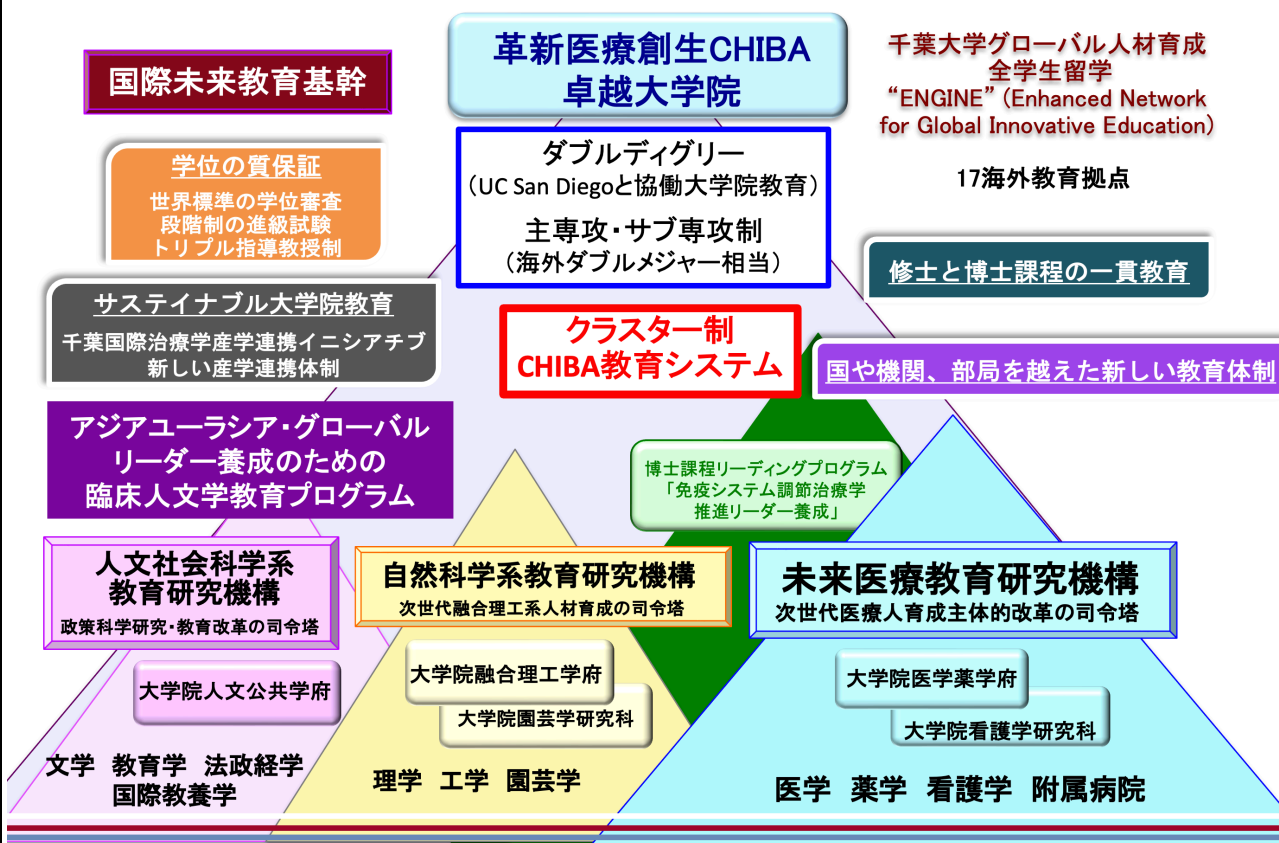 国際未来教育基幹
革新医療創生CHIBA
卓越大学院
千葉大学グローバル人材育成
全学生留学
“ENGINE” (Enhanced Network
for Global Innovative Education)
17海外教育拠点
学位の質保証
世界標準の学位審査
段階制の進級試験
トリプル指導教授制
ダブルディグリー
（UC San Diegoと協働大学院教育）
主専攻・サブ専攻制
（海外ダブルメジャー相当）
修士と博士課程の一貫教育
サステイナブル大学院教育
千葉国際治療学産学連携イニシアチブ
新しい産学連携体制
クラスター制
CHIBA教育システム
国や機関、部局を越えた新しい教育体制
アジアユーラシア・グローバル
リーダー養成のための
臨床人文学教育プログラム
博士課程リーディングプログラム
「免疫システム調節治療学
推進リーダー養成」
人文社会科学系
教育研究機構
政策科学研究・教育改革の司令塔
自然科学系教育研究機構
次世代融合理工系人材育成の司令塔
未来医療教育研究機構
次世代医療人育成主体的改革の司令塔
大学院人文公共学府
大学院融合理工学府
大学院園芸学研究科
大学院医学薬学府
大学院看護学研究科
文学 教育学 法政経学
国際教養学
理学 工学 園芸学
医学 薬学 看護学 附属病院